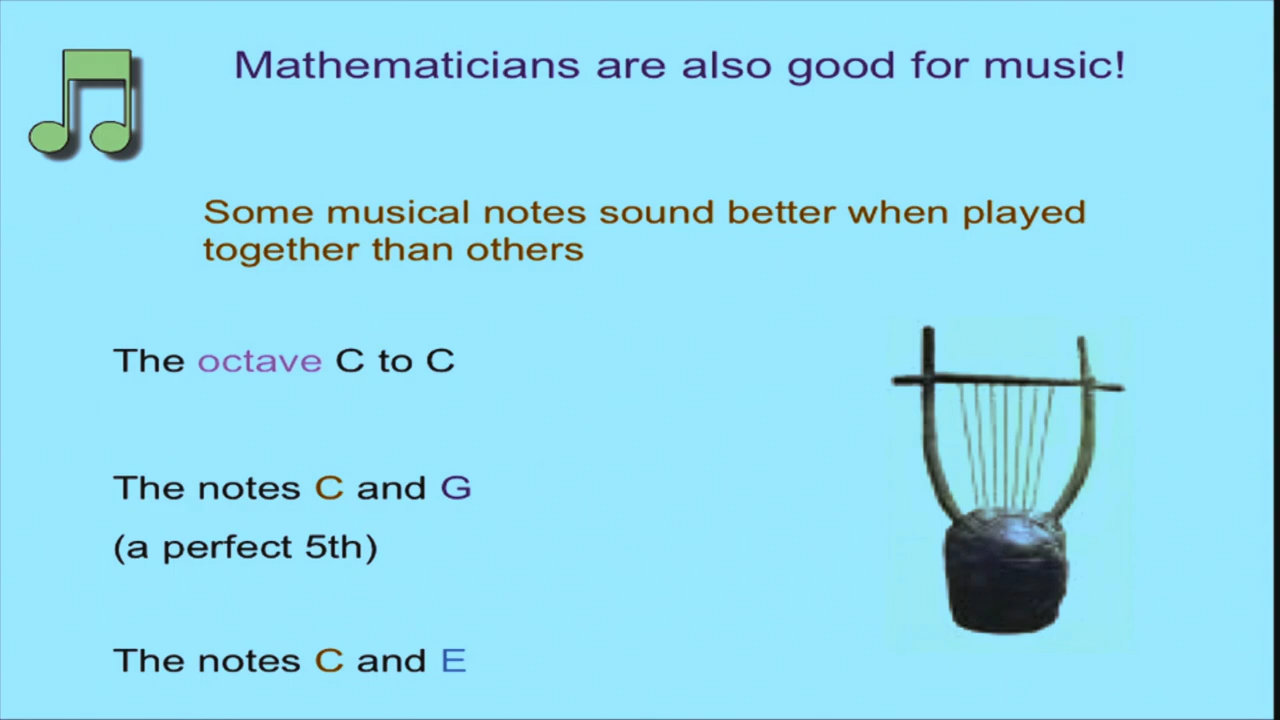 Mathematicians are also good for music!
Some musical notes sound better when played
together than others
The octave C to C
The notes C and G
(a perfect 5th)
The notes C and E